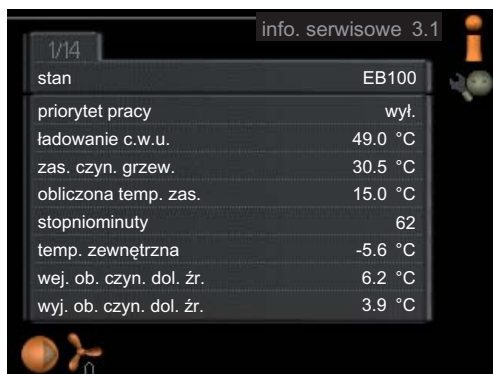 info. serwisowe 3.1
1/14
stan EB100
priorytet pracy wył.
ładowanie c.w.u. 49.0 °C
zas. czyn. grzew. 30.5 °C
obliczona temp. zas. 15.0 °C
stopniominuty 62
temp. zewnętrzna -5.6 °C
wej. ob. czyn. dol. źr. 6.2 °C
wyj. ob. czyn. dol. źr. 3.9 °C
0